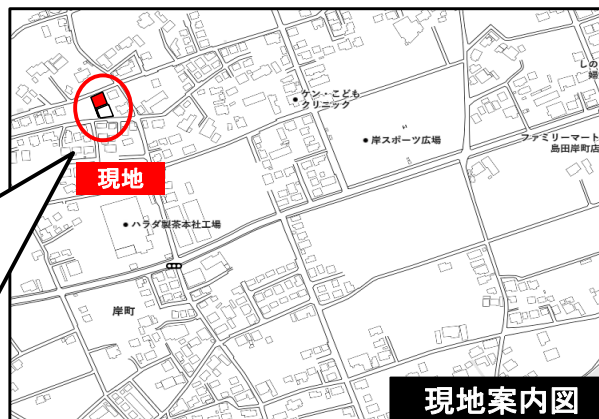 しの
婦
ケン・こども
クリニック
岸スポーツ広場
ファミリーマート
島田岸町店
現地
ハラダ製茶本社工場
岸町
現地案内図